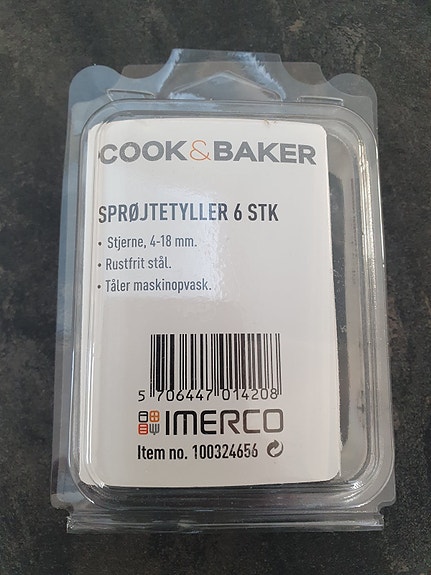 COOK&BAKER
SPRØJTETYLLER 6 STK
• Stjerne, 4-18 mm.
• Rustfrit stål.
• Tåler maskinopvask.
5 706447 014208
IMERCO
Item no. 100324656